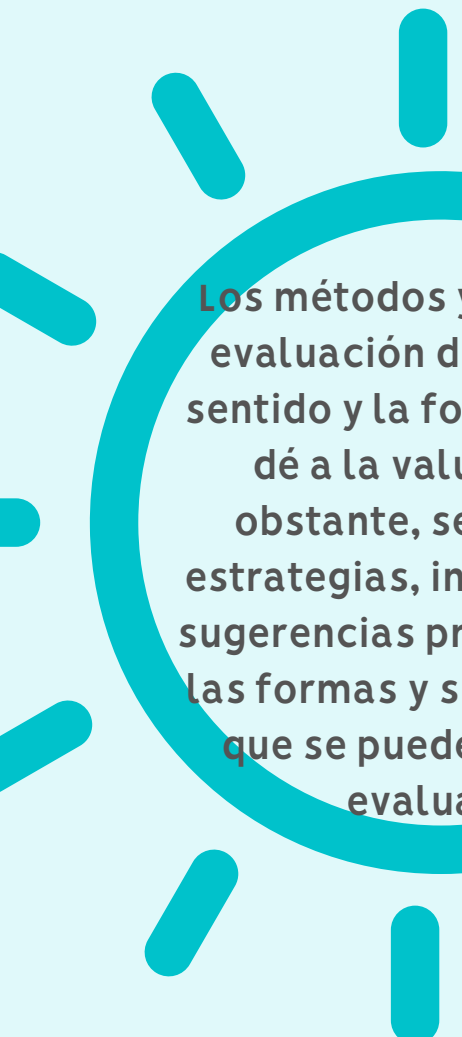 Los métodos y
evaluación d
sentido y la fo
dé a la valu
obstante, se
estrategias, in
sugerencias pr
las formas y s
que se puede
evalua